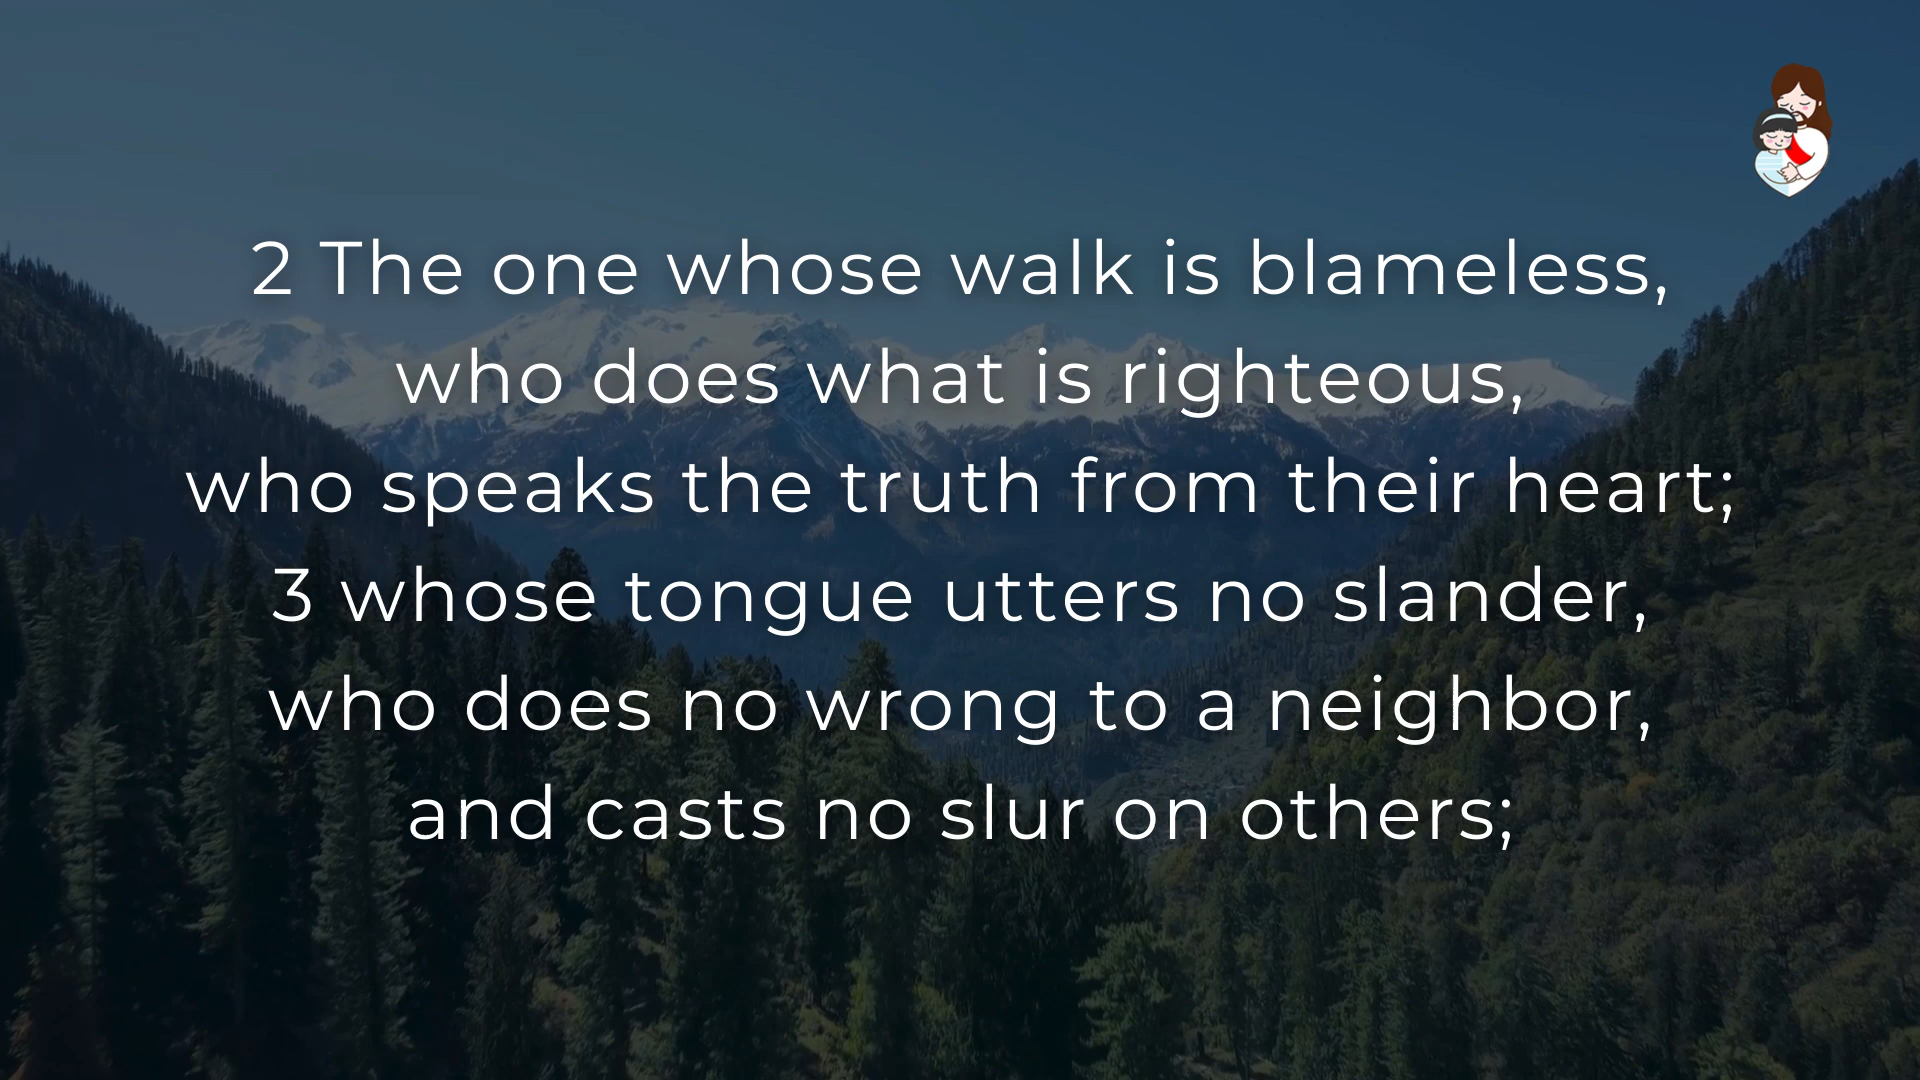 2 The one whose walk is blameless,
who does what is righteous,
who speaks the truth from their heart;
3 whose tongue utters no slander,
who does no wrong to a neighbor,
and casts no slur on others;